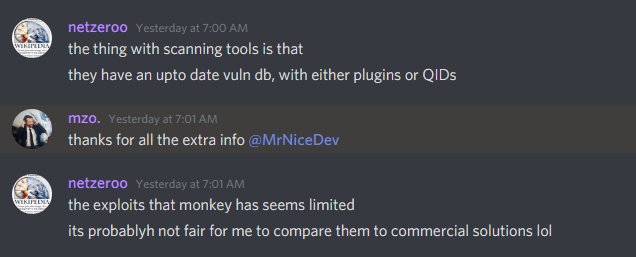 netzeroo Yesterday at 7:00 AM
the thing with scanning tools is that
they have an upto date vuln db, with either plugins or QIDs
mzo. Yesterday at 7:01 AM
thanks for all the extra info @MrNiceDev
netzeroo Yesterday at 7:01 AM
the exploits that monkey has seems limited
its probablyh not fair for me to compare them to commercial solutions lol
WIKIPEDIA
WIKIPEDIA